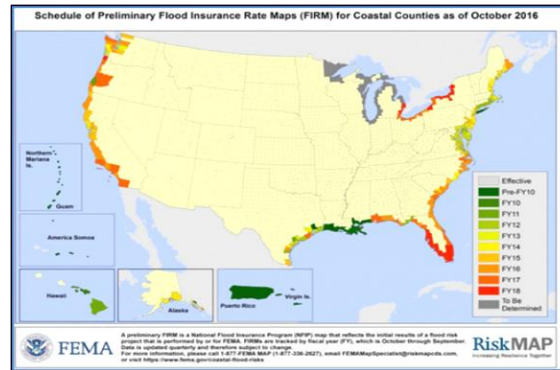 Schedule of Preliminary Flood Insurance Rate Maps (FIRM) for Coastal Counties as of October 2016
Northern
Mariana
Is.
Guam
America Somoe
Hawaii
Alaska
Puerto Rico
Virgin Is.
Effective
Pre-FY10
FY10
FY11
FY12
FY13
FY14
FY15
FY16
FY17
FY18
To Be
Determined
FEMA
A preliminary FIRM is a National Flood Insurance Program (NFIP) map that reflects the initial results of a flood risk
project that is performed by or for FEMA. FIRMs are tracked by fiscal year (FY), which is October through September.
Data is updated quarterly and therefore subject to change.
For more information, please call 1-877-FEMA MAP (1-877-336-2627), email FEMAMapSpecialist@riskmapcds.com,
or visit https://www.fema.gov/coastal-flood-risks
RiskMAP
Increasing Resilience Together